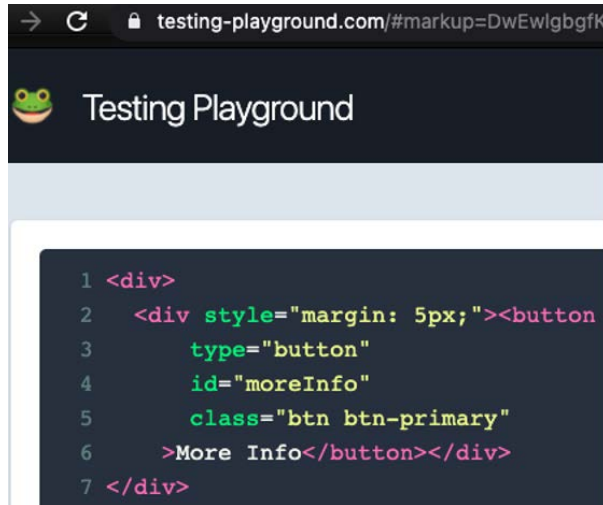 testing-playground.com/#markup=DwEwlgbgfK
Testing Playground
1 <div>
2 <div style="margin: 5px;"><button
3 type="button"
4 id="moreInfo"
5 class="btn btn-primary"
6 >More Info</button></div>
7 </div>